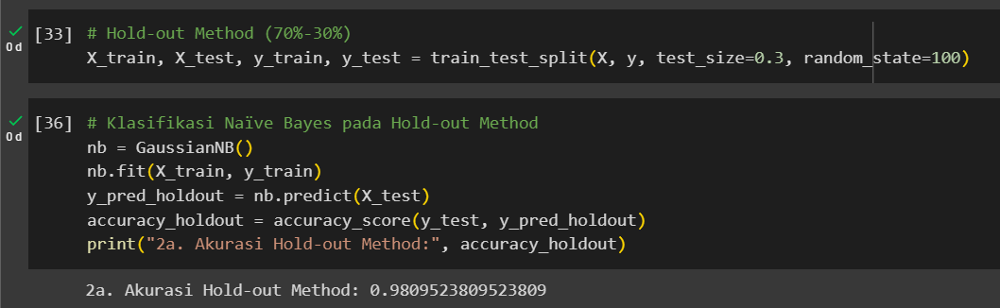 [33] # Hold-out Method (70%-30%)
0d
X_train, X_test, y_train, y_test = train_test_split(X, y, test_size=0.3, random_state=100)
[36] # Klasifikasi Naïve Bayes pada Hold-out Method
0d
nb = GaussianNB()
nb.fit(X_train, y_train)
y_pred_holdout = nb.predict(X_test)
accuracy_holdout = accuracy_score(y_test, y_pred_holdout)
print("2a. Akurasi Hold-out Method:", accuracy_holdout)
2a. Akurasi Hold-out Method: 0.9809523809523809